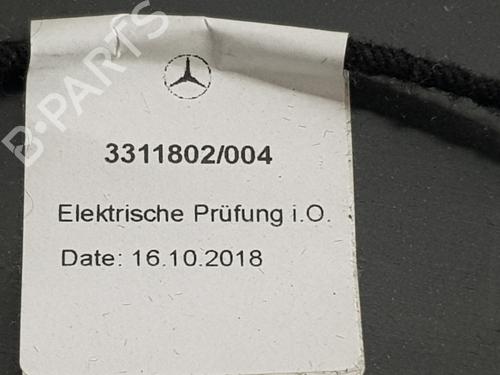 B-PARTS
3311802/004
Elektrische Prüfung i.O.
Date: 16.10.2018